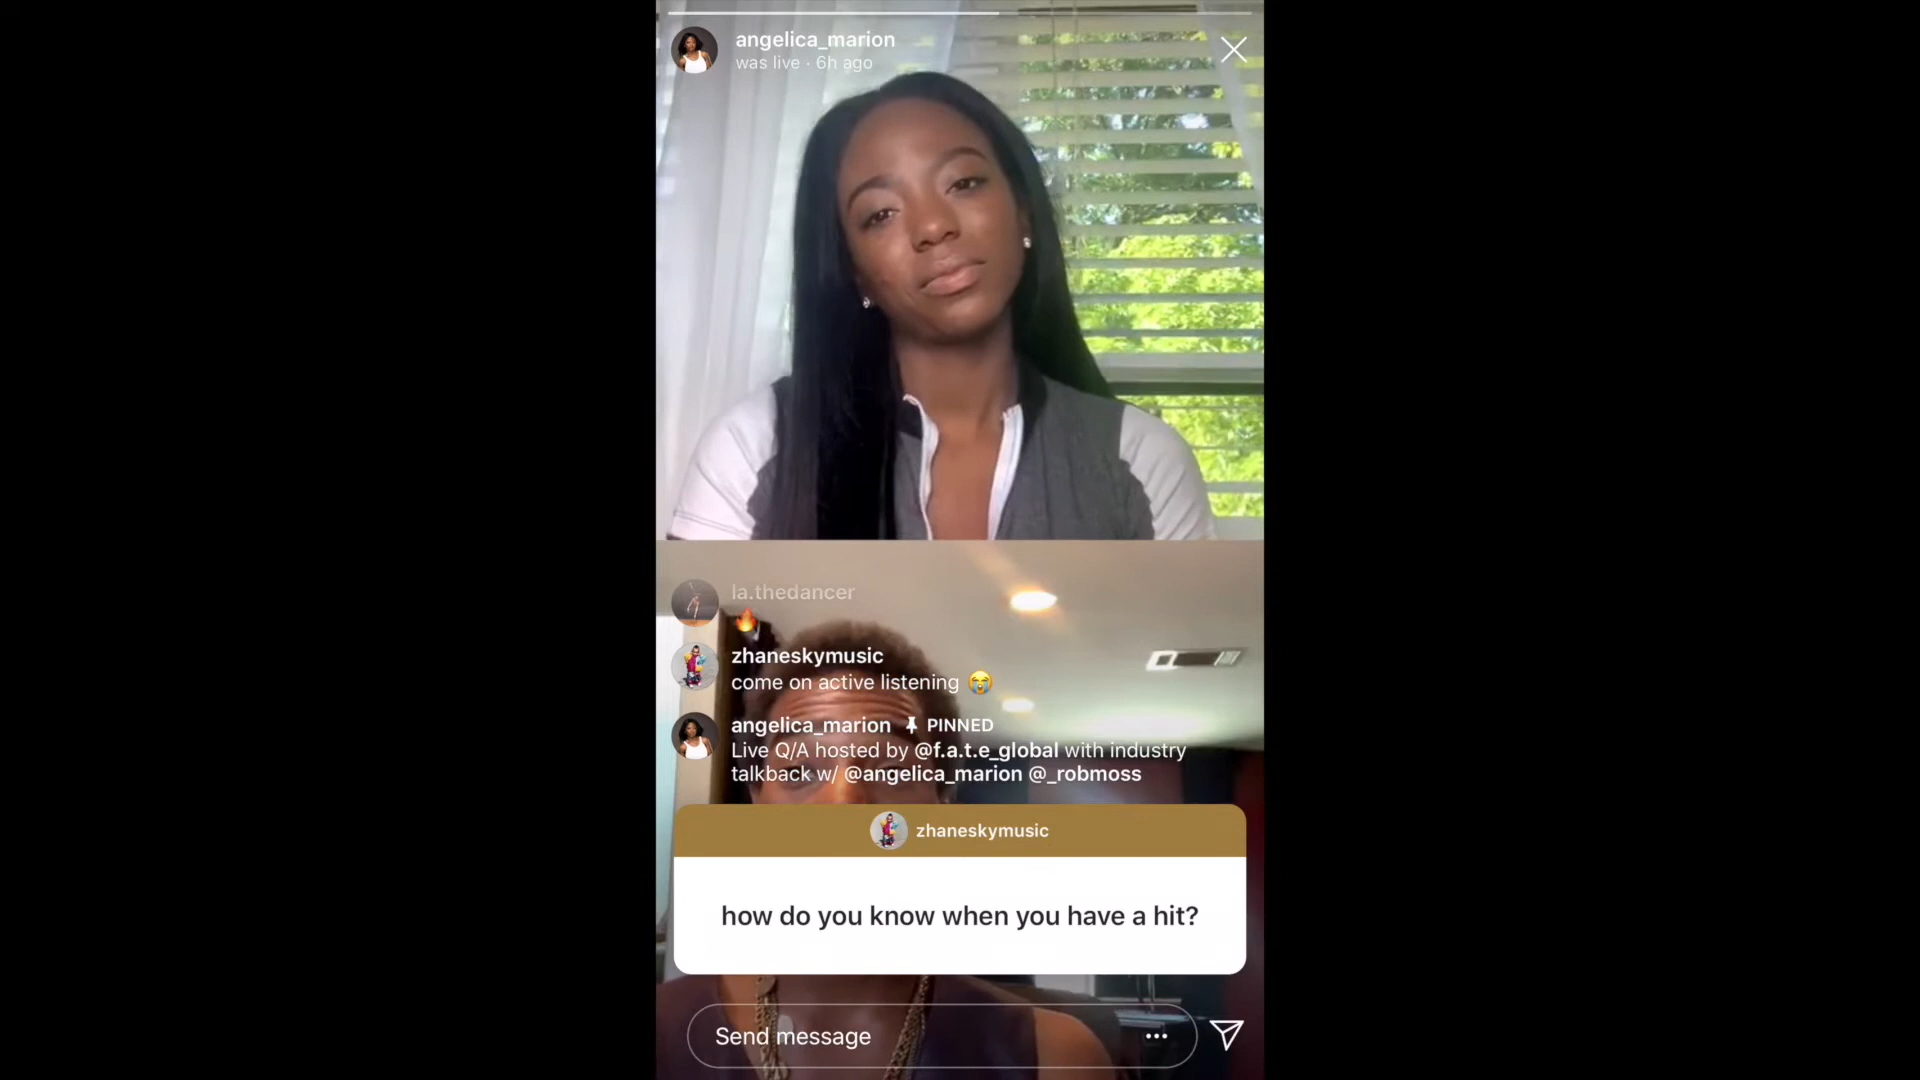 angelica_marion
was live · 6h ago
la.thedancer
🔥
zhaneskymusic
come on active listening 😭
angelica_marion PINNED
Live Q/A hosted by @f.a.t.e_global with industry
talkback w/ @angelica_marion @_robmoss
zhaneskymusic
how do you know when you have a hit?
Send message